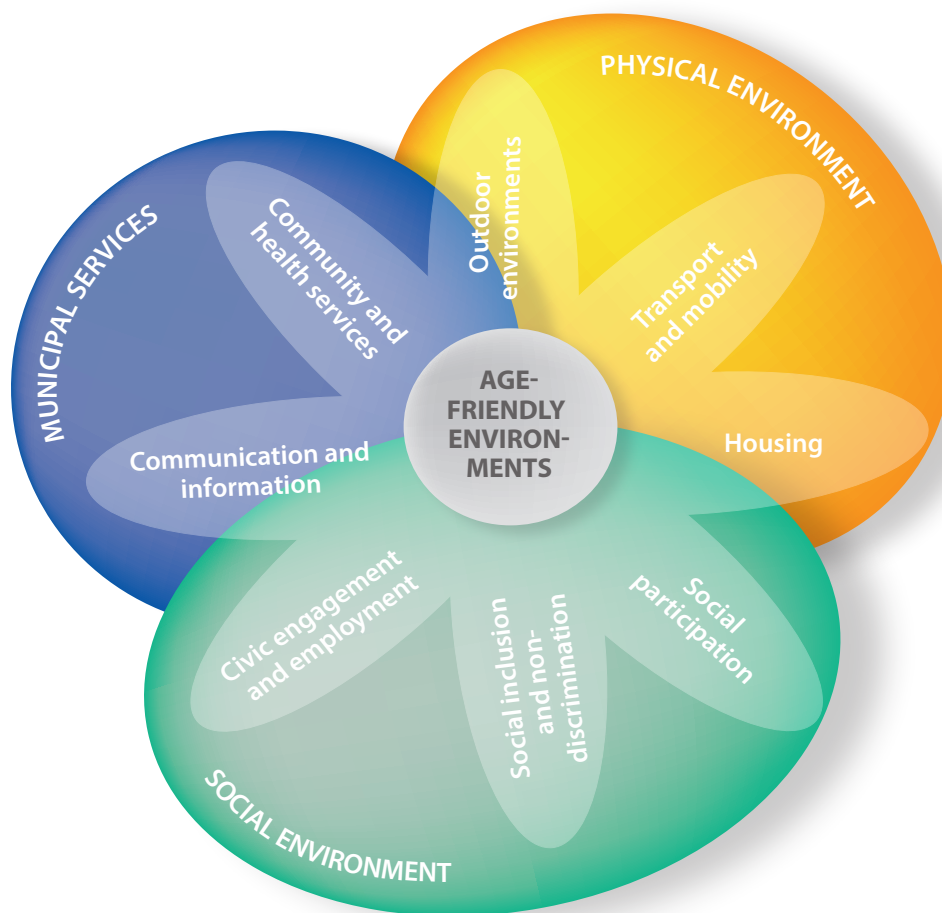 PHYSICAL ENVIRONMENT
Outdoor
environments
Transport
and mobility
Housing
MUNICIPAL SERVICES
Community and
health services
Communication and
information
AGE-
FRIENDLY
ENVIRON-
MENTS
Civic engagement
and employment
Social inclusion
and non-
discrimination
Social
participation
SOCIAL ENVIRONMENT